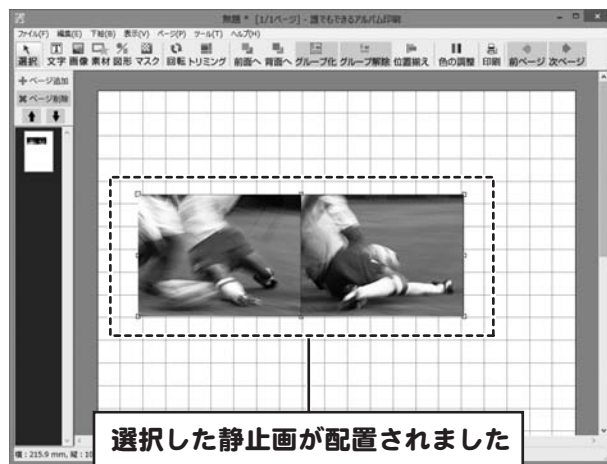 無題 * [1/1ページ] - 誰でもできるアルバム印刷
ファイル(F) 編集(E) 下絵(B) 表示(V) ページ(P) ツール(T) ヘルプ(H)
選択 文字 画像 素材 図形 マスク 回転 トリミング 前面へ 背面へ グループ化 グループ解除 位置揃え 色の調整 印刷 前ページ 次ページ
ページ追加
ページ削除
選択した静止画が配置されました
横 : 215.9 mm, 縦 : 10